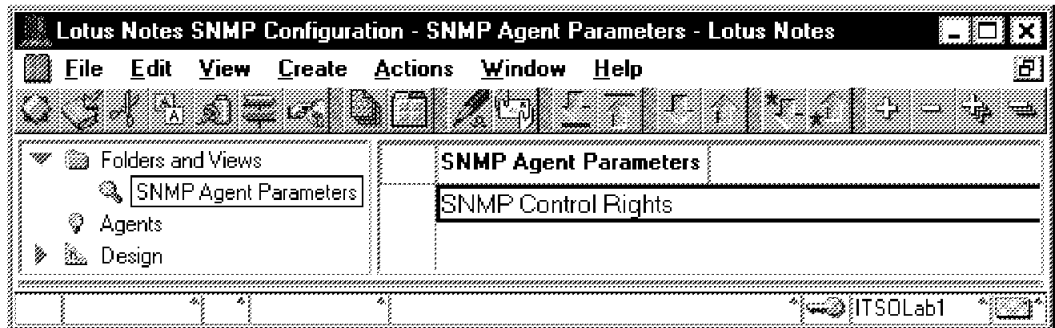 Lotus Notes SNMP Configuration - SNMP Agent Parameters - Lotus Notes
File Edit View Create Actions Window Help
Folders and Views
SNMP Agent Parameters
Agents
Design
SNMP Agent Parameters
SNMP Control Rights
ITSOLab1